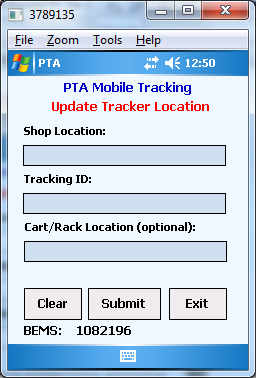 3789135
File Zoom Tools Help
PTA 12:50
PTA Mobile Tracking
Update Tracker Location
Shop Location:
Tracking ID:
Cart/Rack Location (optional):
Clear Submit Exit
BEMS: 1082196